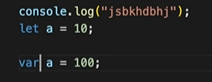 console.log("jsbkhdbhj");
let a = 10;
var a = 100;